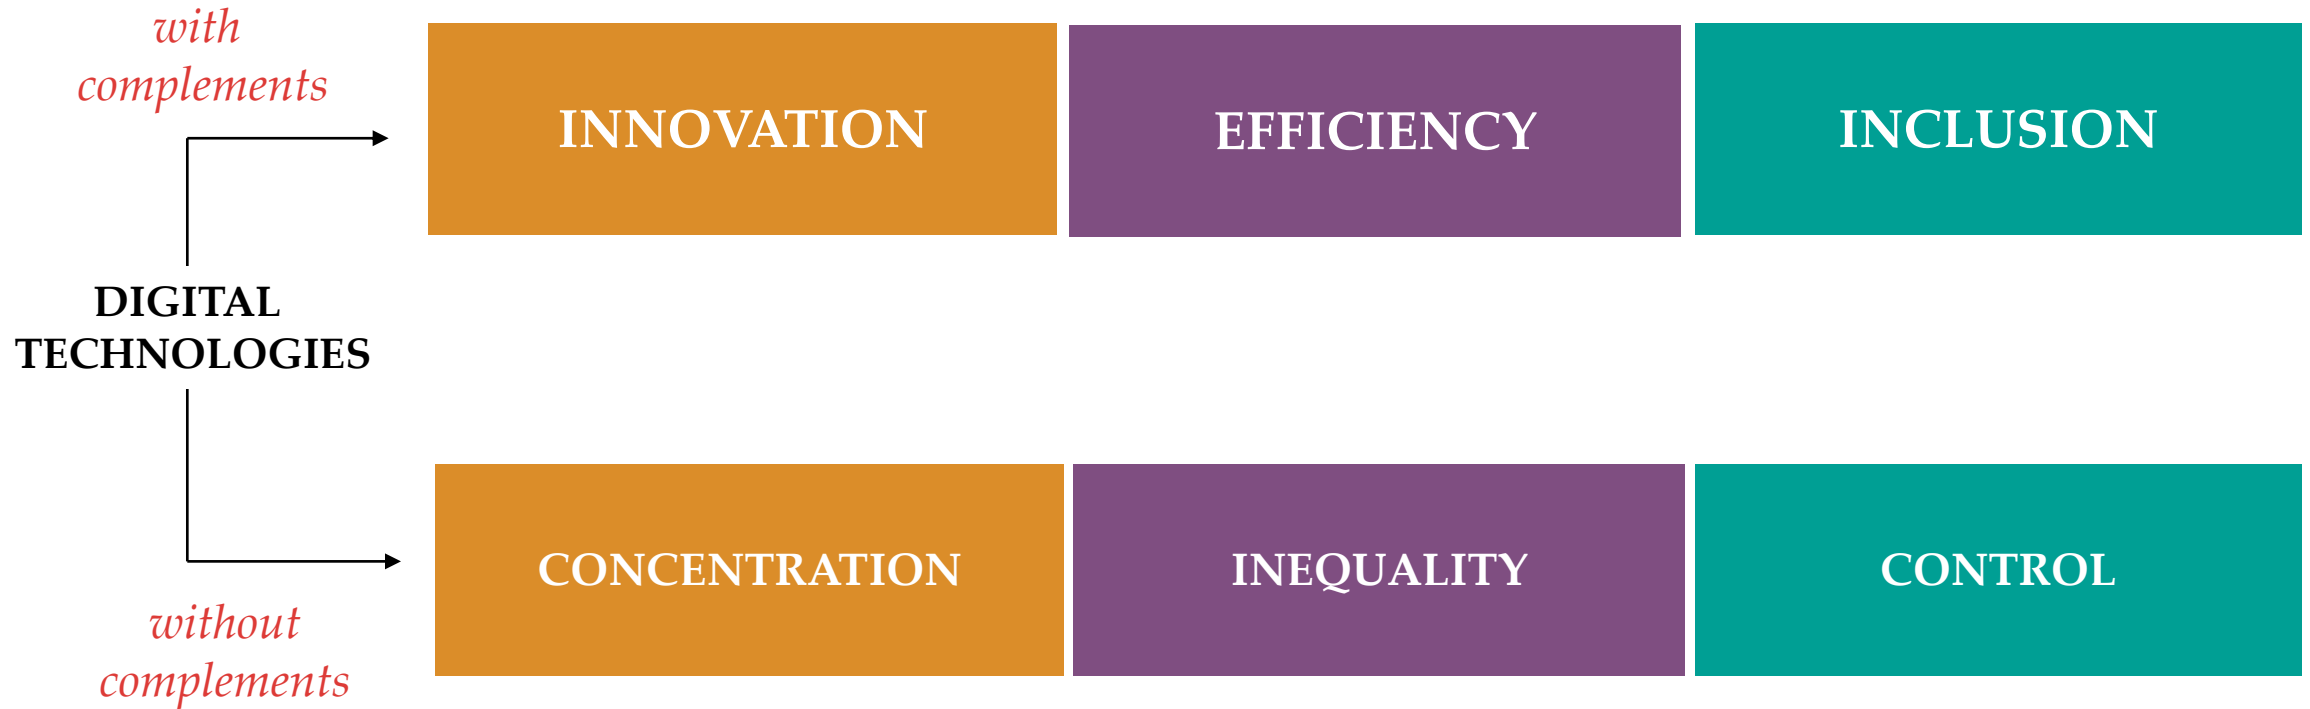 with
complements
INNOVATION
EFFICIENCY
INCLUSION
DIGITAL
TECHNOLOGIES
CONCENTRATION
INEQUALITY
CONTROL
without
complements